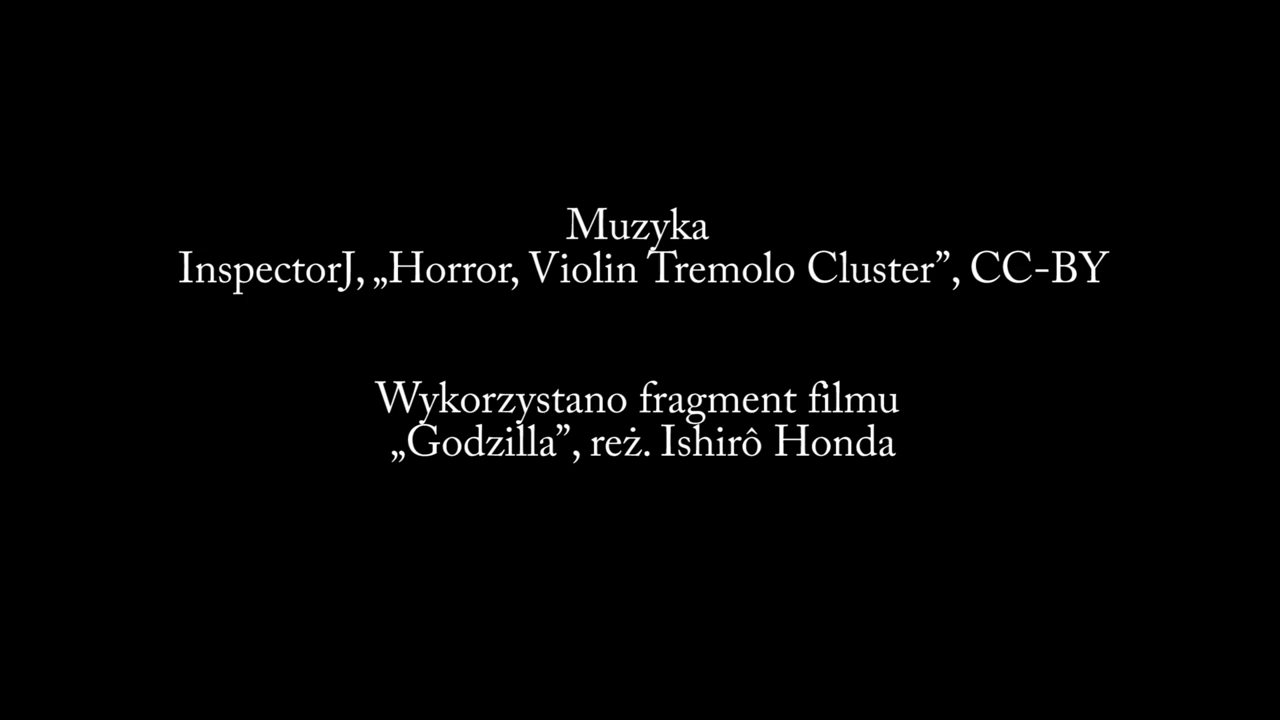 Muzyka
InspectorJ, „Horror, Violin Tremolo Cluster”, CC-BY
Wykorzystano fragment filmu
„Godzilla”, reż. Ishirô Honda